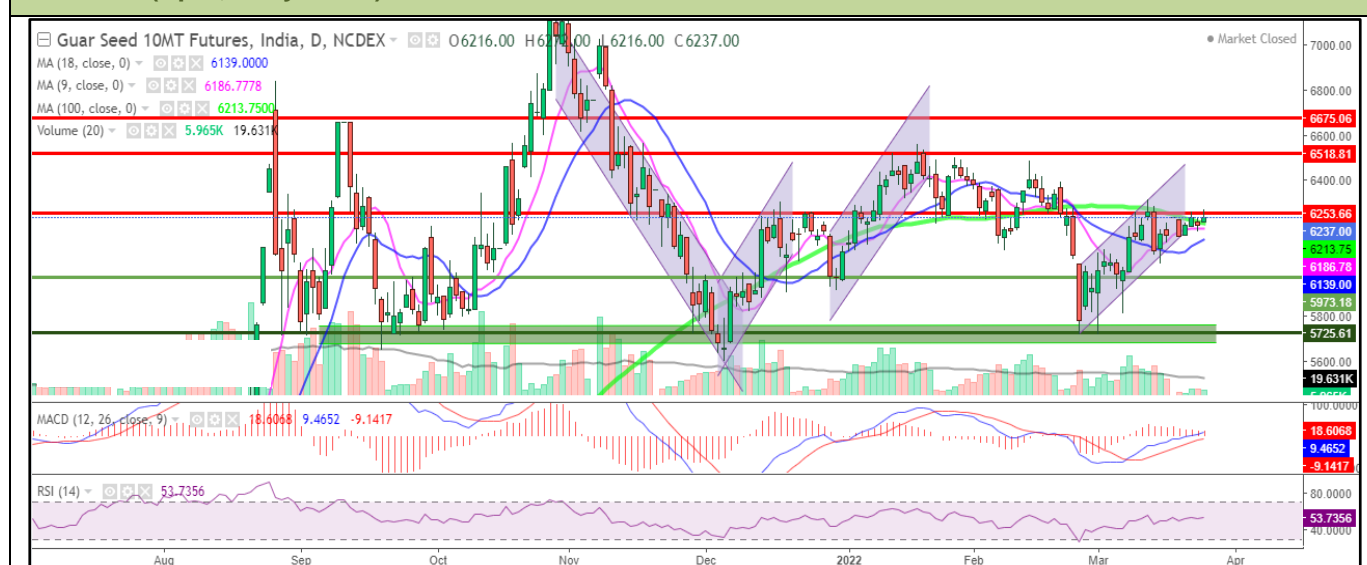 Guar Seed 10MT Futures, India, D, NCDEX O6216.00 6216.00 C6237.00
Market Closed
MA (18, close, 0) 6139.0000
MA (9, close, 0) 6186.7778
MA (100, close, 0) 6213.7500
Volume (20) 5.965K 19.631K
7000.00
6800.00
6675.06
6600.00
6518.81
6400.00
6253.66
6237.00
6213.75
6186.78
6139.00
5973.18
5800.00
5725.61
5600.00
19.631K
MACD (12, 26, close, 9) 18.6068 9.4652 -9.1417
100.0000
18.6068
9.4652
-9.1417
RSI (14) 53.7356
80.0000
53.7356
40.0000
Aug Sep Oct Nov Dec 2022 Feb Mar Apr